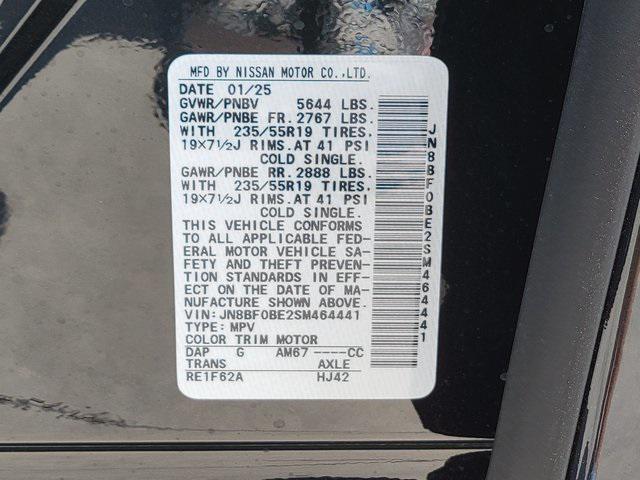 MFD BY NISSAN MOTOR CO.,LTD.
DATE 01/25
GVWR/PNBV 5644 LBS.
GAWR/PNBE FR. 2767 LBS.
WITH 235/55R19 TIRES.
19×7½J RIMS.AT 41 PSI
COLD SINGLE.
GAWR/PNBE RR. 2888 LBS.
WITH 235/55R19 TIRES.
19×7½J RIMS.AT 41 PSI
COLD SINGLE.
THIS VEHICLE CONFORMS
TO ALL APPLICABLE FED-
ERAL MOTOR VEHICLE SA-
FETY AND THEFT PREVEN-
TION STANDARDS IN EFF-
ECT ON THE DATE OF MA-
NUFACTURE SHOWN ABOVE.
VIN:JN8BF0BE2SM464441
TYPE:MPV
COLOR TRIM MOTOR
DAP G AM67 ----CC
TRANS AXLE
RE1F62A HJ42
JN8BF0BE2SM464441